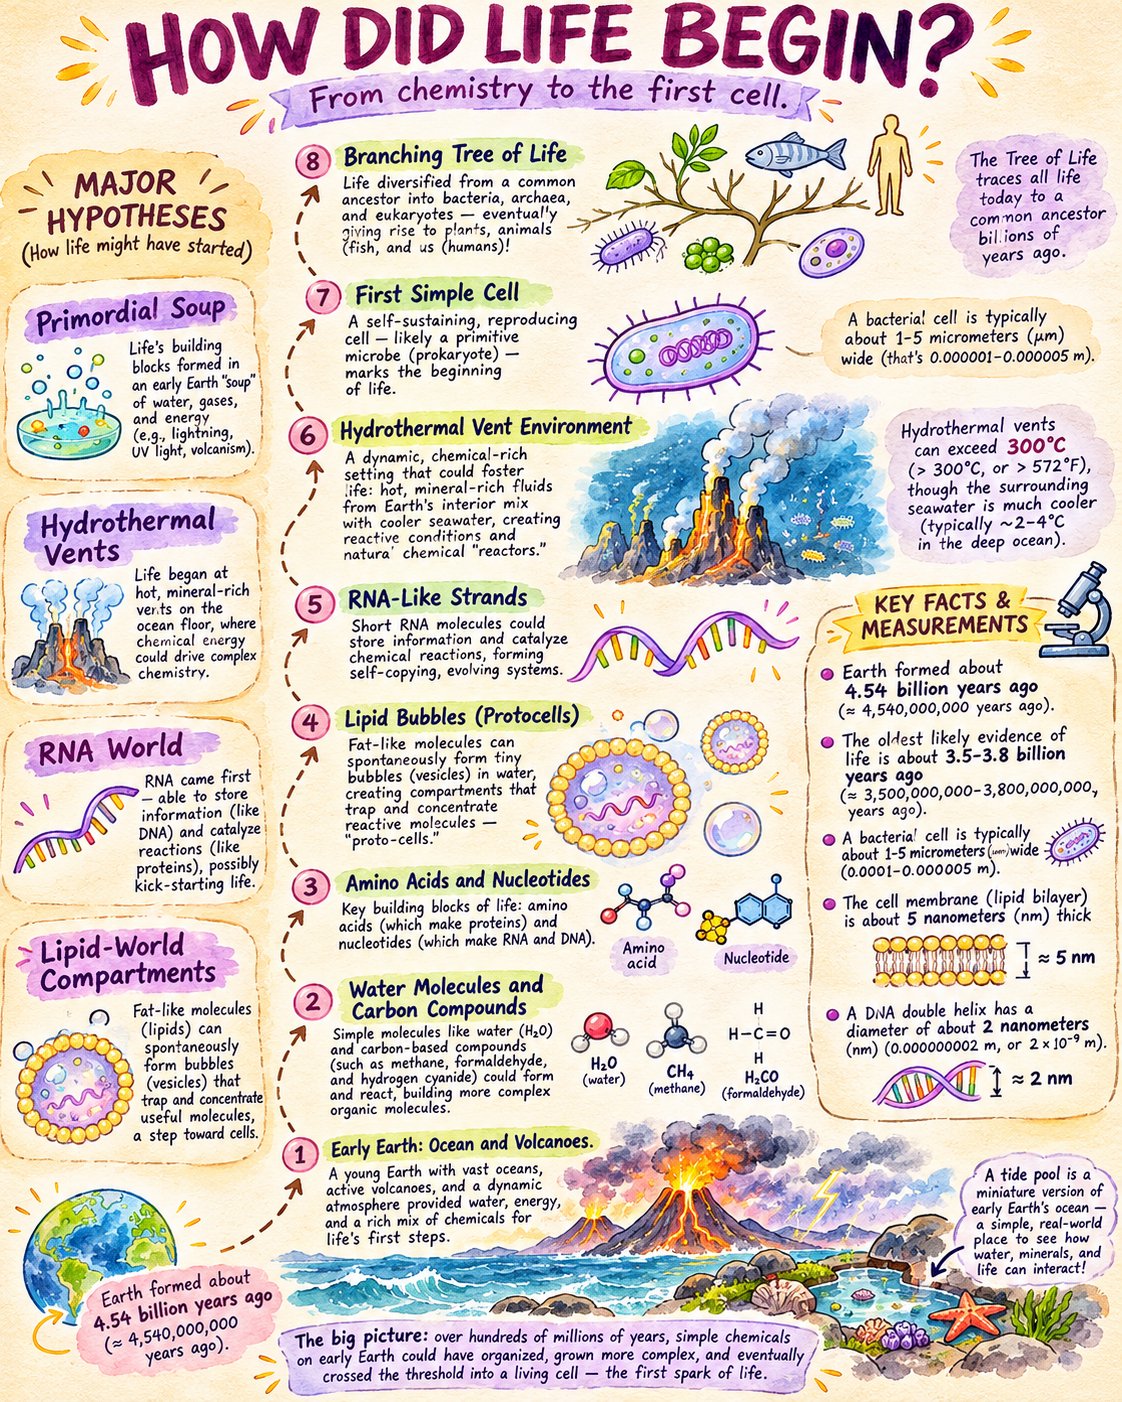 HOW DID LIFE BEGIN?
From chemistry to the first cell.
MAJOR
HYPOTHESES
(How life might have started)
Primordial Soup
Life's building
blocks formed in
an early Earth "soup"
of water, gases,
and energy
(e.g., lightning,
UV light, volcanism).
Hydrothermal
Vents
Life began at
hot, mineral-rich
vents on the
ocean floor, where
chemical energy
could drive complex
chemistry.
RNA World
RNA came first
— able to store
information (like
DNA) and catalyze
reactions (like
proteins), possibly
kick-starting life.
Lipid-World
Compartments
Fat-like molecules
(lipids) can
spontaneously
form bubbles
(vesicles) that
trap and concentrate
useful molecules,
a step toward cells.
Earth formed about
4.54 billion years ago
(≈ 4,540,000,000
years ago).
8
Branching Tree of Life
Life diversified from a common
ancestor into bacteria, archaea,
and eukaryotes — eventually
giving rise to plants, animals
(fish, and us (humans)!
The Tree of Life
traces all life
today to a
common ancestor
billions of
years ago.
7
First Simple Cell
A self-sustaining, reproducing
cell — likely a primitive
microbe (prokaryote) —
marks the beginning
of life.
A bacterial cell is typically
about 1-5 micrometers (μm)
wide (that's 0.000001-0.000005 m).
6
Hydrothermal Vent Environment
A dynamic, chemical-rich
setting that could foster
life: hot, mineral-rich fluids
from Earth's interior mix
with cooler seawater, creating
reactive conditions and
natural chemical "reactors."
Hydrothermal vents
can exceed 300°C
(> 300°C, or > 572°F),
though the surrounding
seawater is much cooler
(typically ~2-4°C
in the deep ocean).
5
RNA-Like Strands
Short RNA molecules could
store information and catalyze
chemical reactions, forming
self-copying, evolving systems.
4
Lipid Bubbles (Protocells)
Fat-like molecules can
spontaneously form tiny
bubbles (vesicles) in water,
creating compartments that
trap and concentrate
reactive molecules —
"proto-cells."
3
Amino Acids and Nucleotides
Key building blocks of life: amino
acids (which make proteins) and
nucleotides (which make RNA and DNA).
Amino
acid
Nucleotide
2
Water Molecules and
Carbon Compounds
Simple molecules like water (H₂O)
and carbon-based compounds
(such as methane, formaldehyde,
and hydrogen cyanide) could form
and react, building more complex
organic molecules.
H₂O
(water)
CH₄
(methane)
H
H-C=O
H
H₂CO
(formaldehyde)
1
Early Earth: Ocean and Volcanoes.
A young Earth with vast oceans,
active volcanoes, and a dynamic
atmosphere provided water, energy,
and a rich mix of chemicals for
life's first steps.
KEY FACTS &
MEASUREMENTS
Earth formed about
4.54 billion years ago
(≈ 4,540,000,000 years ago).
The oldest likely evidence of
life is about 3.5-3.8 billion
years ago
(≈ 3,500,000,000-3,800,000,000,
years ago).
A bacterial cell is typically
about 1-5 micrometers wide
(0.0001-0.000005 m).
The cell membrane (lipid bilayer)
is about 5 nanometers (nm) thick
≈ 5 nm
A DNA double helix has a
diameter of about 2 nanometers
(nm) (0.000000002 m, or 2×10⁻⁹ m).
≈ 2 nm
A tide pool is a
miniature version of
early Earth's ocean —
a simple, real-world
place to see how
water, minerals, and
life can interact!
The big picture: over hundreds of millions of years, simple chemicals
on early Earth could have organized, grown more complex, and eventually
crossed the threshold into a living cell — the first spark of life.